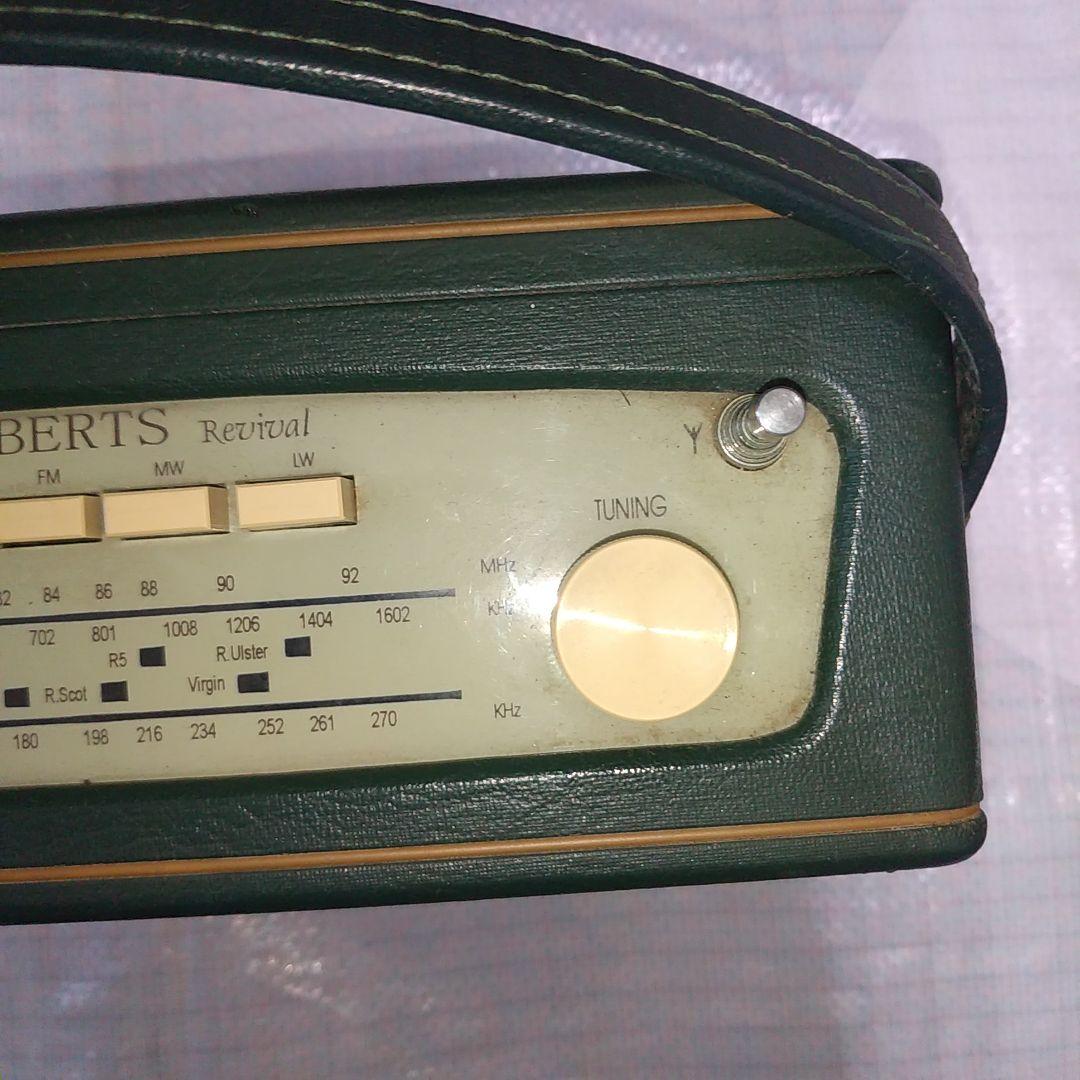 BERTS Revival
FM MW LW
TUNING
MHz
82 84 86 88 90 92
KHz
702 801 1008 1206 1404 1602
R5 R.Ulster
R.Scot Virgin
KHz
180 198 216 234 252 261 270